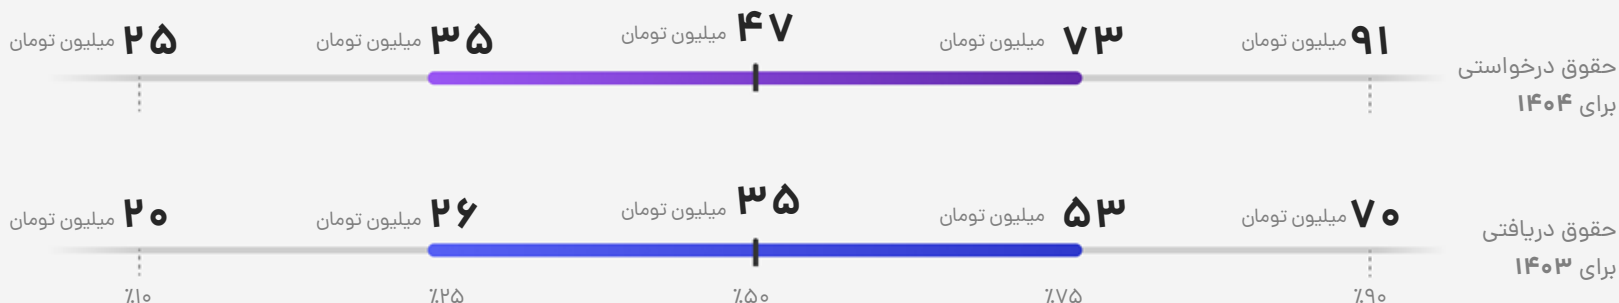 ۲۵ میلیون تومان
۳۵ میلیون تومان
۴۷ میلیون تومان
۷۳ میلیون تومان
۹۱ میلیون تومان
حقوق درخواستی
برای ۱۴۰۴
۲۰ میلیون تومان
۲۶ میلیون تومان
۳۵ میلیون تومان
۵۳ میلیون تومان
۷۰ میلیون تومان
حقوق دریافتی
برای ۱۴۰۳
٪۱۰
٪۲۵
٪۵۰
٪۷۵
٪۹۰